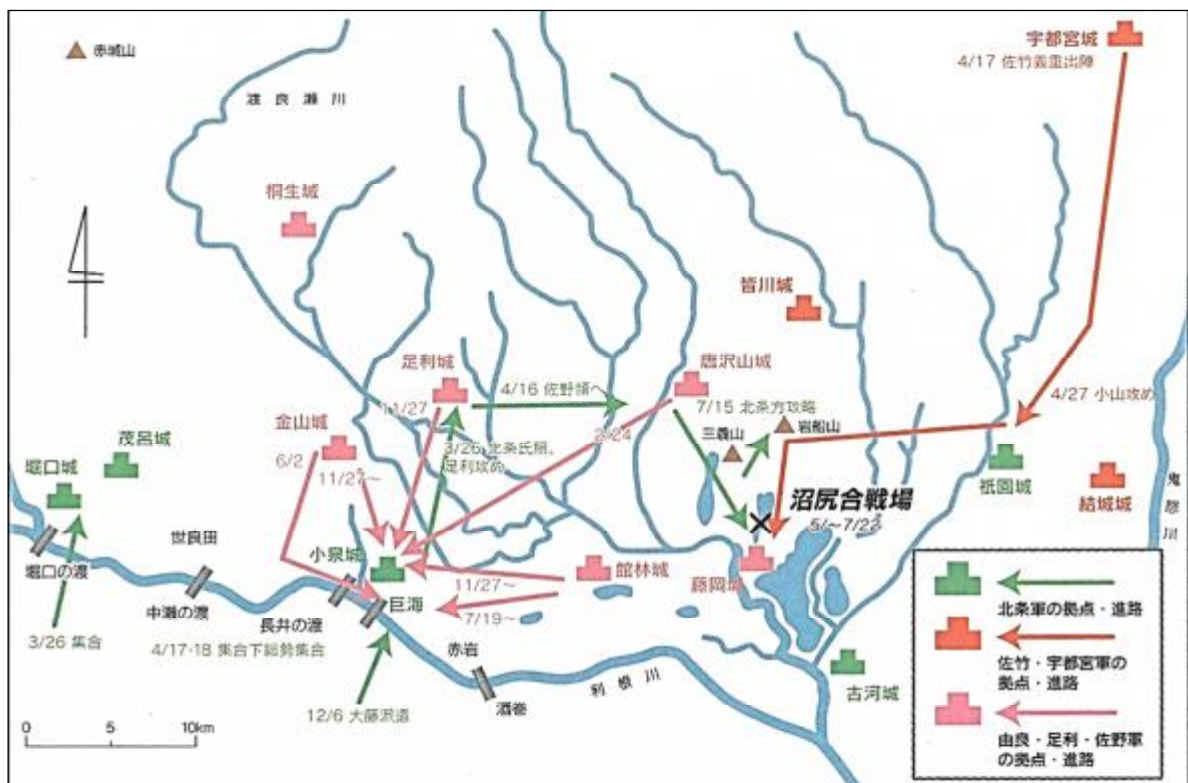 赤城山
宇都宮城
4/17 佐竹義重出陣
渡良瀬川
桐生城
皆川城
足利城
唐沢山城
4/16 佐野領へ
11/27
7/15 北条方攻略
4/27 小山攻め
金山城
2/24
三毳山
岩船山
茂呂城
3/26 北条氏照、
足利攻め
6/2
堀口城
11/27～
祇園城
結城城
沼尻合戦場
5/～7/22
鬼怒川
世良田
小泉城
館林城
藤岡城
堀口の渡
中瀬の渡
巨海
11/27～
長井の渡
7/19～
3/26 集合
4/17-18 集合下総勢集合
赤岩
利根川
古河城
12/6 大藤沢道
酒巻
0 5 10km
北条軍の拠点・進路
佐竹・宇都宮軍の
拠点・進路
由良・足利・佐野軍
の拠点・進路